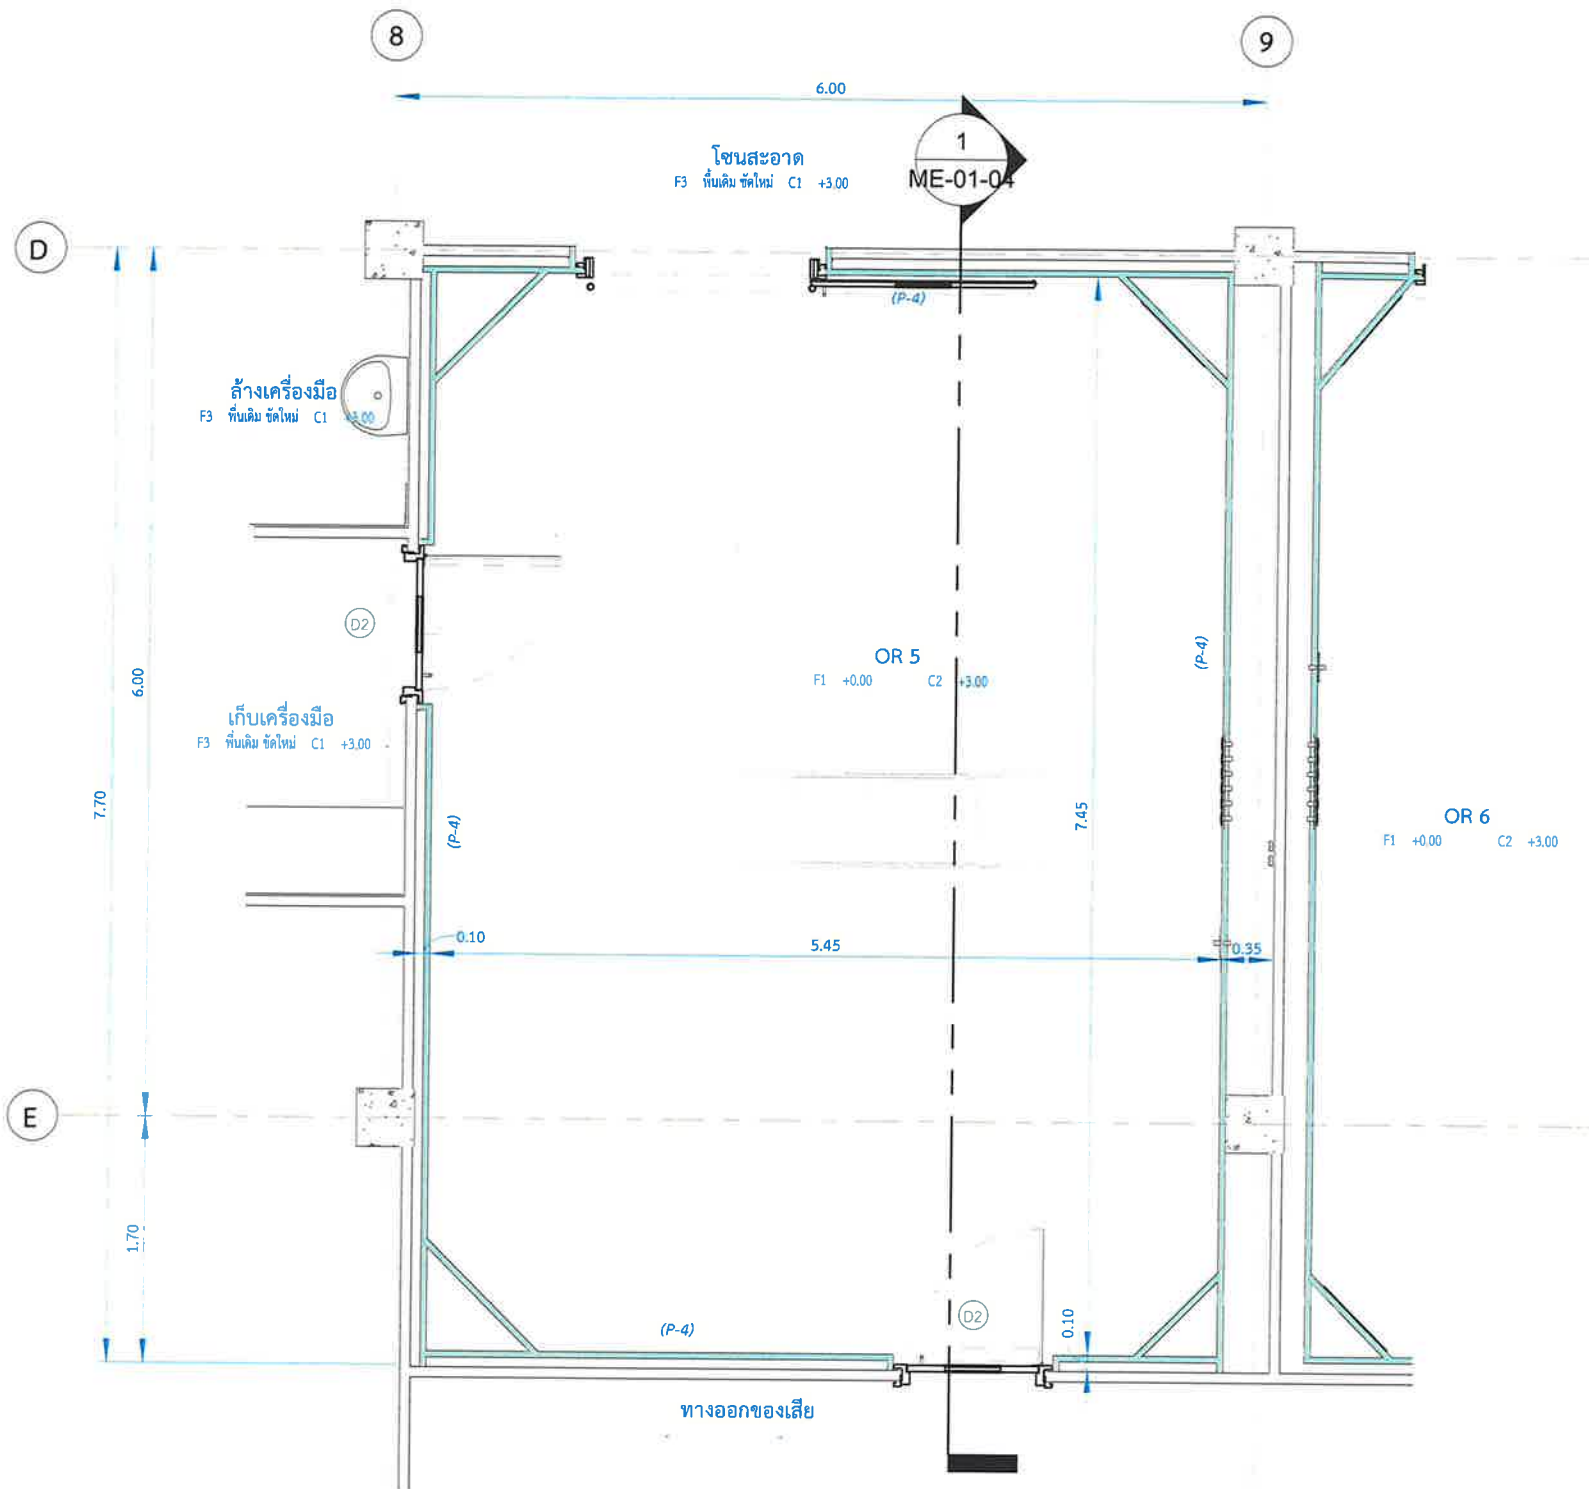 8
9
6.00
1
ME-01-04
โซนสะอาด
F3 พื้นเดิม ขัดใหม่ C1 +3.00
D
(P-4)
ล้างเครื่องมือ
F3 พื้นเดิม ขัดใหม่ C1 +3.00
D2
6.00
OR 5
F1 +0.00 C2 +3.00
(P-4)
เก็บเครื่องมือ
F3 พื้นเดิม ขัดใหม่ C1 +3.00
7.70
(P-4)
7.45
OR 6
F1 +0.00 C2 +3.00
0.10
5.45
0.35
E
1.70
(P-4)
D2
0.10
ทางออกของเสีย